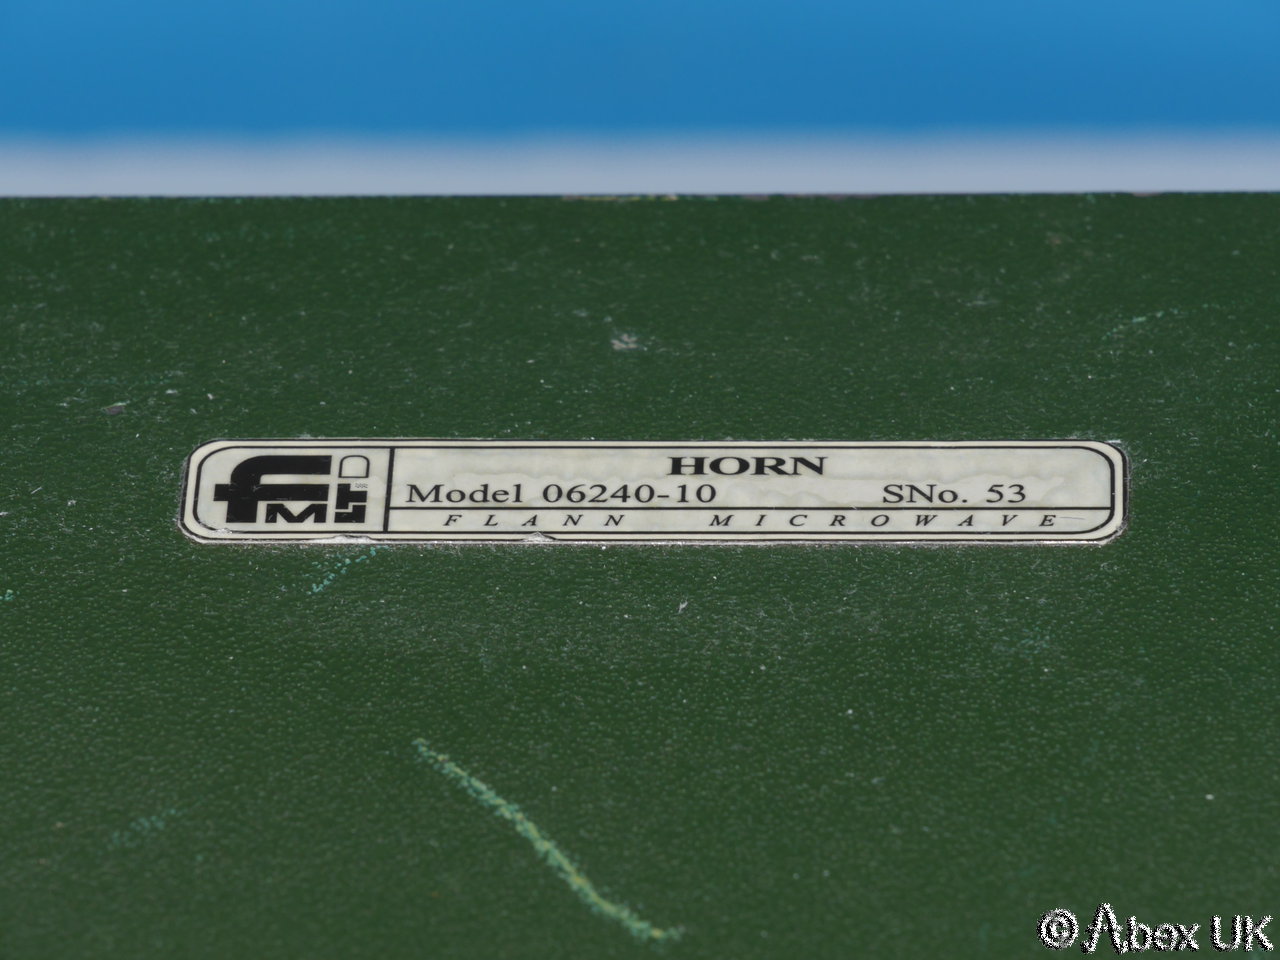 HORN
Model 06240-10 SNo. 53
FLANN MICROWAVE
© Abex UK